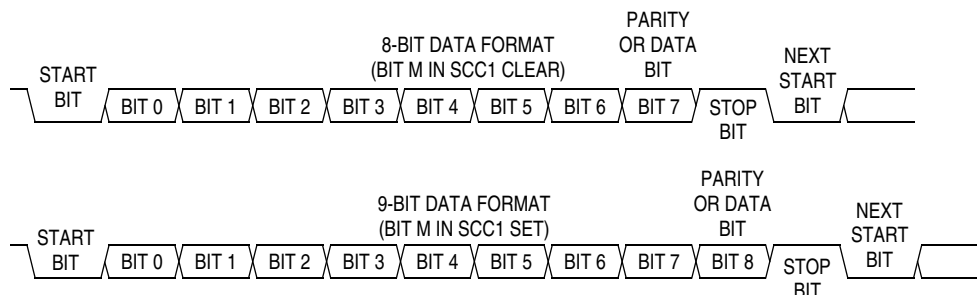 8-BIT DATA FORMAT
(BIT M IN SCC1 CLEAR)
PARITY
OR DATA
BIT
START
BIT
BIT 0
BIT 1
BIT 2
BIT 3
BIT 4
BIT 5
BIT 6
BIT 7
STOP
BIT
NEXT
START
BIT
9-BIT DATA FORMAT
(BIT M IN SCC1 SET)
PARITY
OR DATA
BIT
START
BIT
BIT 0
BIT 1
BIT 2
BIT 3
BIT 4
BIT 5
BIT 6
BIT 7
BIT 8
STOP
BIT
NEXT
START
BIT